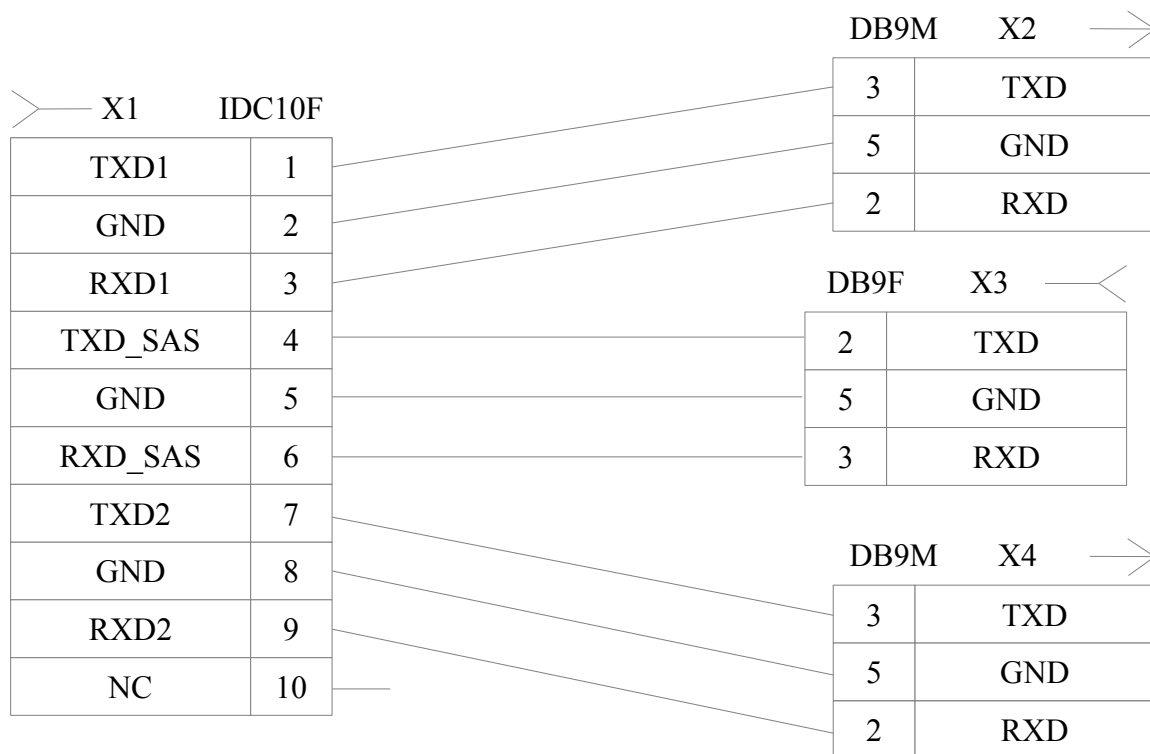 X1 IDC10F
TXD1 1
GND 2
RXD1 3
TXD_SAS 4
GND 5
RXD_SAS 6
TXD2 7
GND 8
RXD2 9
NC 10
DB9M X2
3 TXD
5 GND
2 RXD
DB9F X3
2 TXD
5 GND
3 RXD
DB9M X4
3 TXD
5 GND
2 RXD